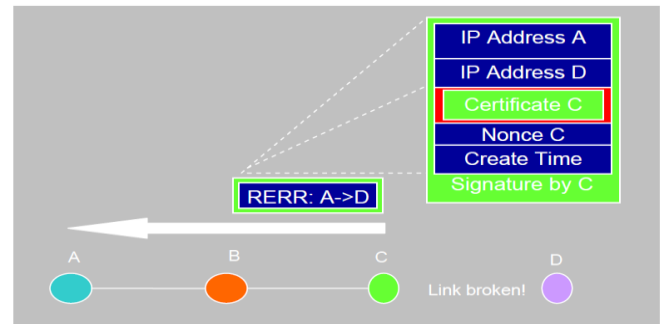 IP Address A
IP Address D
Certificate C
Nonce C
Create Time
Signature by C
RERR: A->D
A
B
C
D
Link broken!